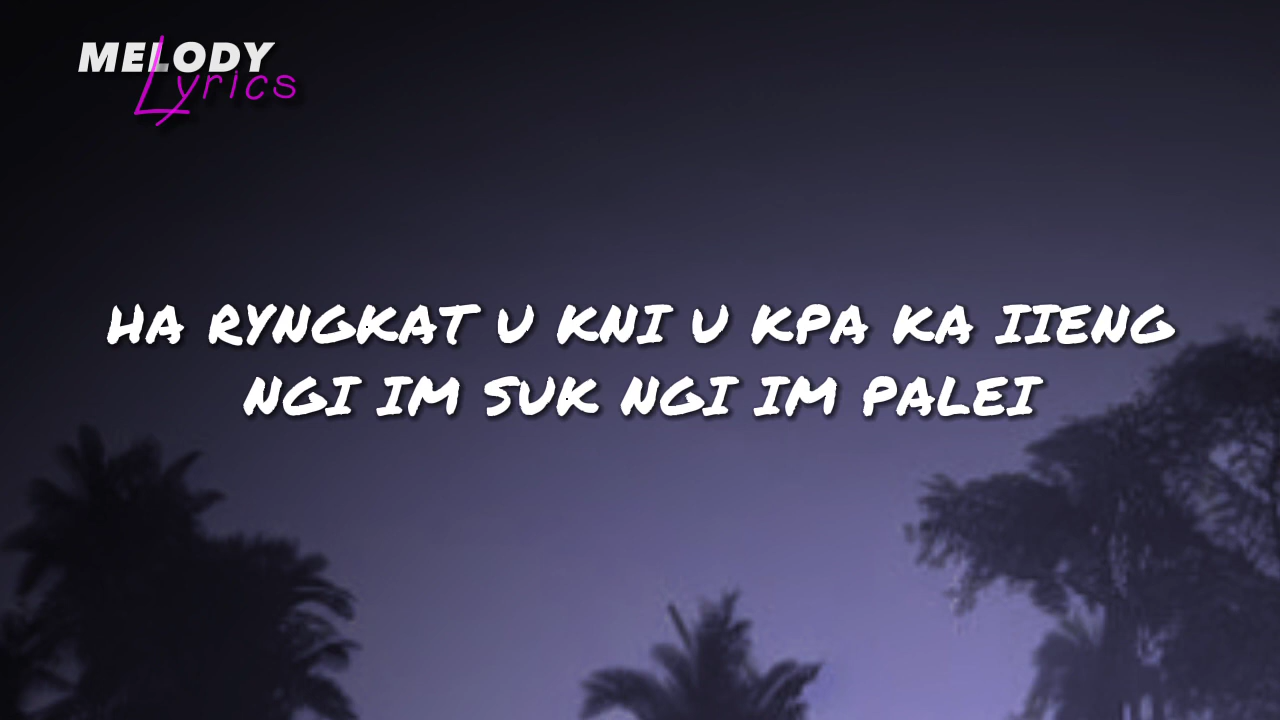 MELODY
Lyrics
HA RYNGKAT U KNI U KPA KA IIENG
NGI IM SUK NGI IM PALEI